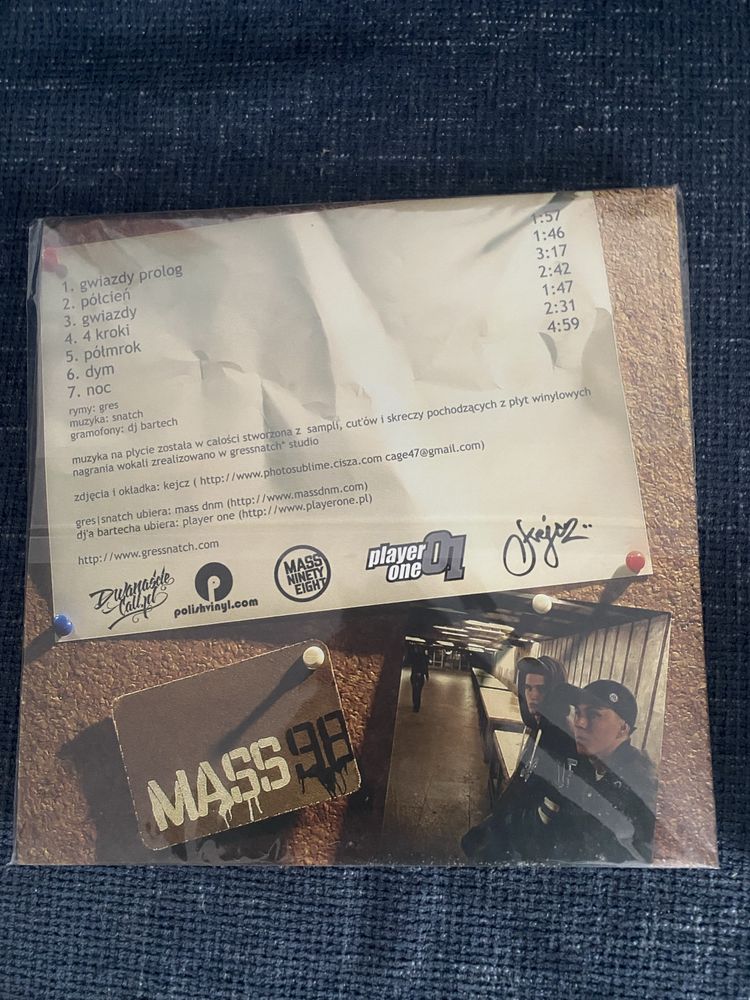 1. gwiazdy prolog 1:57
2. półcień 1:46
3. gwiazdy 3:17
4. 4 kroki 2:42
5. półmrok 1:47
6. dym 2:31
7. noc 4:59
rymy: gres
muzyka: snatch
gramofony: dj bartech
muzyka na płycie została w całości stworzona z sampli, cut'ów i skreczy pochodzących z płyt winylowych
nagrania wokali zrealizowano w gressnatch* studio
zdjęcia i okładka: kejcz ( http://www.photosublime.cisza.com cage47@gmail.com)
gres|snatch ubiera: mass dnm (http://www.massdnm.com)
dj'a bartecha ubiera: player one (http://www.playerone.pl)
http://www.gressnatch.com
Dwanaście
Cali.pl
polishvinyl.com
MASS
NINETY
EIGHT
player 01
one
Kejcz..
MASS 98